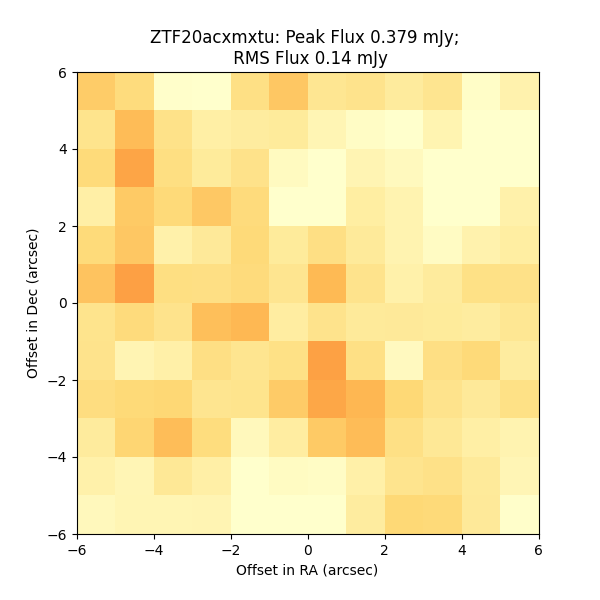 ZTF20acxmxtu: Peak Flux 0.379 mJy;
RMS Flux 0.14 mJy
6
4
2
0
−2
−4
−6
Offset in Dec (arcsec)
−6 −4 −2 0 2 4 6
Offset in RA (arcsec)